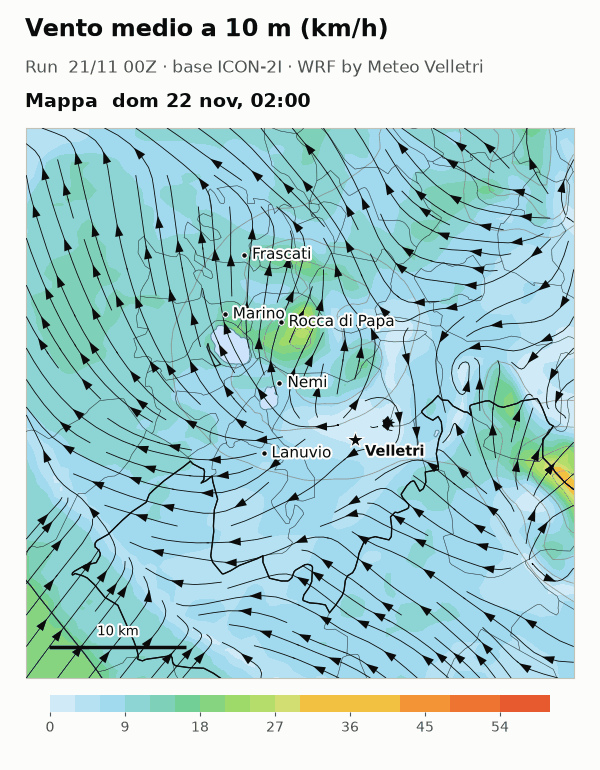 Vento medio a 10 m (km/h)
Run  21/11 00Z · base ICON-2I · WRF by Meteo Velletri
Mappa  dom 22 nov, 02:00
Frascati
Marino
Rocca di Papa
Nemi
Lanuvio
Velletri
10 km
0 9 18 27 36 45 54